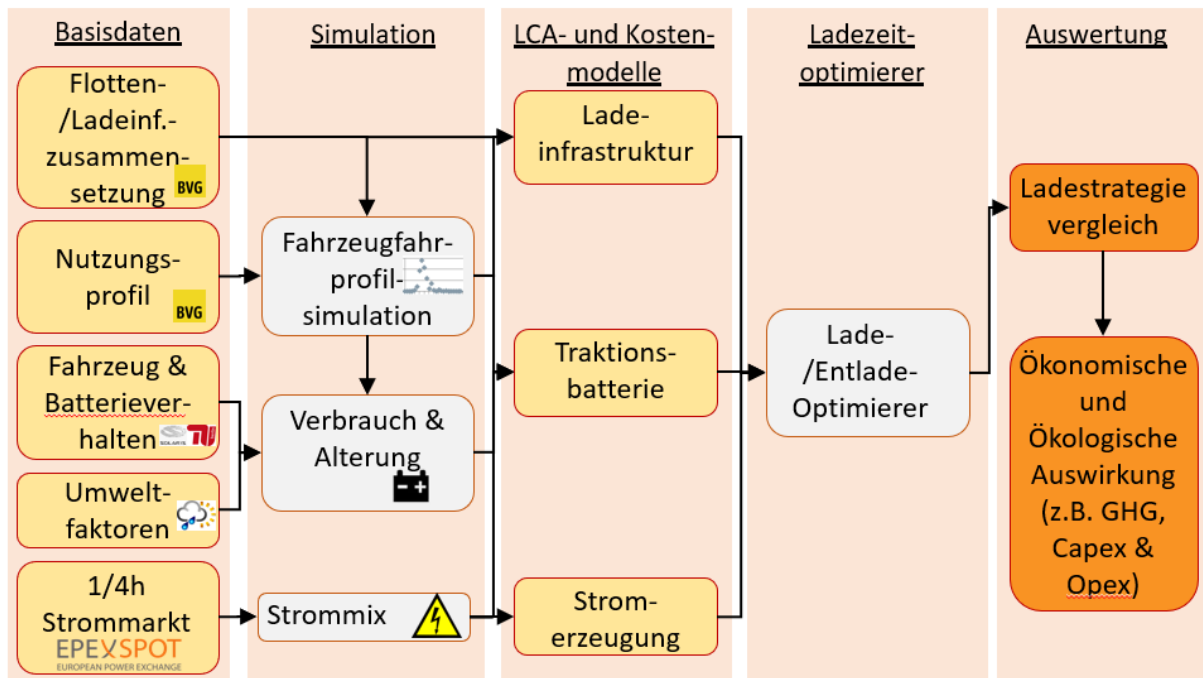 Basisdaten
Flotten-
/Ladeinf.-
zusammen-
setzung
BVG
Nutzungs-
profil
BVG
Fahrzeug &
Batteriever-
halten
SOLARIS
Umwelt-
faktoren
1/4h
Strommarkt
EPEXSPOT
EUROPEAN POWER EXCHANGE
Simulation
Fahrzeugfahr-
profil-
simulation
Verbrauch &
Alterung
Strommix
LCA- und Kosten-
modelle
Lade-
infrastruktur
Traktions-
batterie
Strom-
erzeugung
Ladezeit-
optimierer
Lade-
/Entlade-
Optimierer
Auswertung
Ladestrategie
vergleich
Ökonomische
und
Ökologische
Auswirkung
(z.B. GHG,
Capex &
Opex)